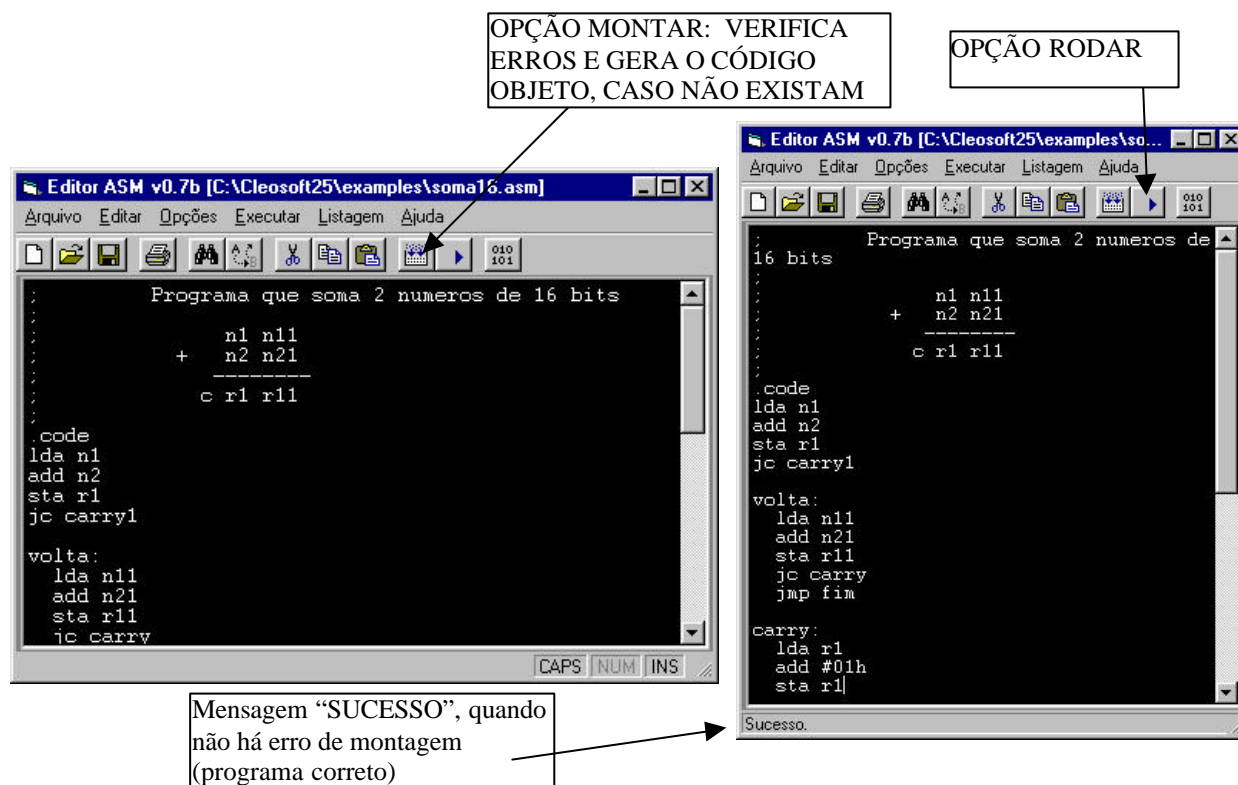 OPÇÃO MONTAR: VERIFICA
ERROS E GERA O CÓDIGO
OBJETO, CASO NÃO EXISTAM
OPÇÃO RODAR
Editor ASM v0.7b [C:\Cleosoft25\examples\soma16.asm]
Arquivo Editar Opções Executar Listagem Ajuda
010
101
; Programa que soma 2 numeros de 16 bits
;
; n1 n11
; + n2 n21
; ________
; c r1 r11
;
.code
lda n1
add n2
sta r1
jc carry1
volta:
lda n11
add n21
sta r11
jc carry
CAPS NUM INS
Editor ASM v0.7b [C:\Cleosoft25\examples\so...
Arquivo Editar Opções Executar Listagem Ajuda
010
101
; Programa que soma 2 numeros de
16 bits
;
; n1 n11
; + n2 n21
; ________
; c r1 r11
;
.code
lda n1
add n2
sta r1
jc carry1
volta:
lda n11
add n21
sta r11
jc carry
jmp fim
carry:
lda r1
add #01h
sta r1
Sucesso.
Mensagem “SUCESSO”, quando
não há erro de montagem
(programa correto)